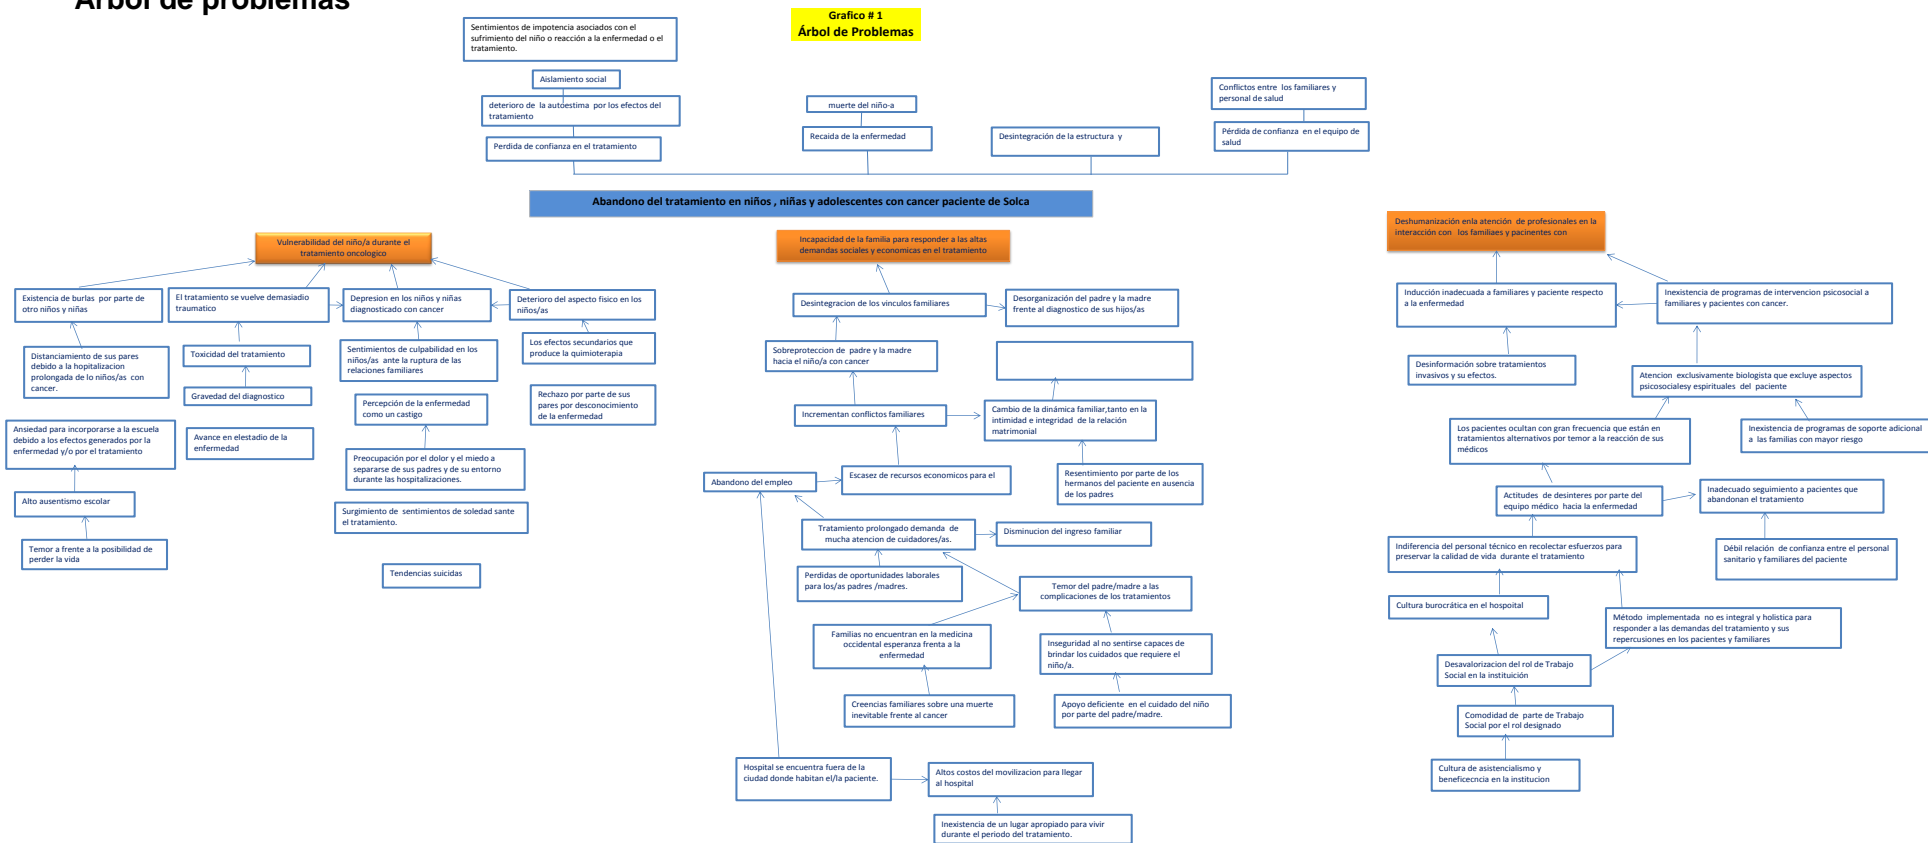 Árbol de problemas
Grafico # 1
Árbol de Problemas
Sentimientos de impotencia asociados con el
sufrimiento del niño o reacción a la enfermedad o el
tratamiento.
Aislamiento social
deterioro de la autoestima por los efectos del
tratamiento
Perdida de confianza en el tratamiento
muerte del niño-a
Recaida de la enfermedad
Desintegración de la estructura y
Conflictos entre los familiares y
personal de salud
Pérdida de confianza en el equipo de
salud
Abandono del tratamiento en niños , niñas y adolescentes con cancer paciente de Solca
Vulnerabilidad del niño/a durante el
tratamiento oncologico
Existencia de burlas por parte de
otro niños y niñas
El tratamiento se vuelve demasiadio
traumatico
Depresion en los niños y niñas
diagnosticado con cancer
Deterioro del aspecto fisico en los
niños/as
Distanciamiento de sus pares
debido a la hopitalizacion
prolongada de lo niños/as con
cancer.
Toxicidad del tratamiento
Gravedad del diagnostico
Sentimientos de culpabilidad en los
niños/as ante la ruptura de las
relaciones familiares
Los efectos secundarios que
produce la quimioterapia
Rechazo por parte de sus
pares por desconocimiento
de la enfermedad
Percepción de la enfermedad
como un castigo
Ansiedad para incorporarse a la escuela
debido a los efectos generados por la
enfermedad y/o por el tratamiento
Avance en elestadio de la
enfermedad
Preocupación por el dolor y el miedo a
separarse de sus padres y de su entorno
durante las hospitalizaciones.
Alto ausentismo escolar
Surgimiento de sentimientos de soledad sante
el tratamiento.
Temor a frente a la posibilidad de
perder la vida
Tendencias suicidas
Incapacidad de la familia para responder a las altas
demandas sociales y economicas en el tratamiento
Desintegracion de los vinculos familiares
Desorganización del padre y la madre
frente al diagnostico de sus hijos/as
Sobreproteccion de padre y la madre
hacia el niño/a con cancer
Incrementan conflictos familiares
Cambio de la dinámica familiar,tanto en la
intimidad e integridad de la relación
matrimonial
Abandono del empleo
Escasez de recursos economicos para el
Resentimiento por parte de los
hermanos del paciente en ausencia
de los padres
Tratamiento prolongado demanda de
mucha atencion de cuidadores/as.
Disminucion del ingreso familiar
Perdidas de oportunidades laborales
para los/as padres /madres.
Temor del padre/madre a las
complicaciones de los tratamientos
Familias no encuentran en la medicina
occidental esperanza frenta a la
enfermedad
Inseguridad al no sentirse capaces de
brindar los cuidados que requiere el
niño/a.
Creencias familiares sobre una muerte
inevitable frente al cancer
Apoyo deficiente en el cuidado del niño
por parte del padre/madre.
Hospital se encuentra fuera de la
ciudad donde habitan el/la paciente.
Altos costos del movilizacion para llegar
al hospital
Inexistencia de un lugar apropiado para vivir
durante el periodo del tratamiento.
Deshumanización enla atención de profesionales en la
interacción con los familiaes y pacinentes con
Inducción inadecuada a familiares y paciente respecto
a la enfermedad
Inexistencia de programas de intervencion psicosocial a
familiares y pacientes con cancer.
Desinformación sobre tratamientos
invasivos y su efectos.
Atencion exclusivamente biologista que excluye aspectos
psicosocialesy espirituales del paciente
Los pacientes ocultan con gran frecuencia que están en
tratamientos alternativos por temor a la reacción de sus
médicos
Inexistencia de programas de soporte adicional
a las familias con mayor riesgo
Actitudes de desinteres por parte del
equipo médico hacia la enfermedad
Inadecuado seguimiento a pacientes que
abandonan el tratamiento
Indiferencia del personal técnico en recolectar esfuerzos para
preservar la calidad de vida durante el tratamiento
Débil relación de confianza entre el personal
sanitario y familiares del paciente
Cultura burocrática en el hospoital
Método implementada no es integral y holistica para
responder a las demandas del tratamiento y sus
repercusiones en los pacientes y familiares
Desavalorizacion del rol de Trabajo
Social en la instituición
Comodidad de parte de Trabajo
Social por el rol designado
Cultura de asistencialismo y
beneficecncia en la institucion